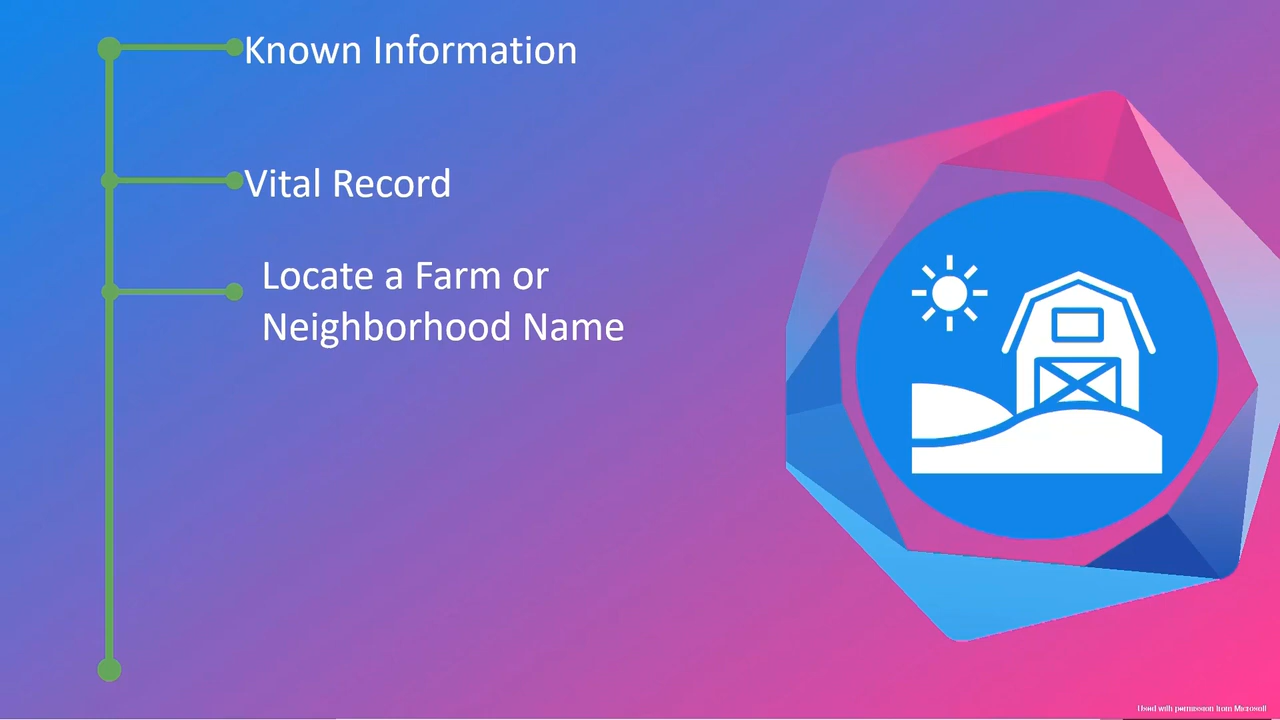 Known Information
Vital Record
Locate a Farm or
Neighborhood Name
Used with permission from Microsoft